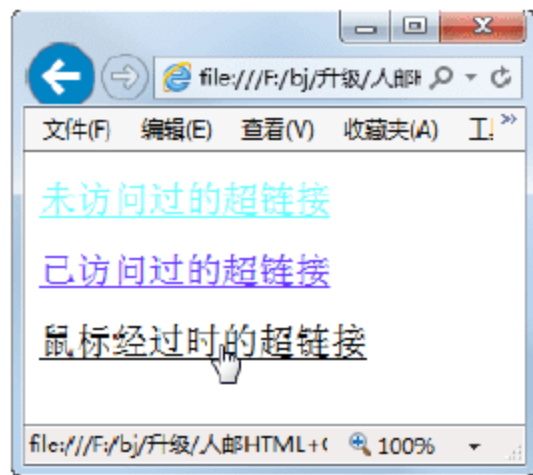 file:///F:/bj/升级/人邮
文件(F) 编辑(E) 查看(V) 收藏夹(A) 工
未访问过的超链接
已访问过的超链接
鼠标经过时的超链接
file:///F:/bj/升级/人邮HTML+
100%